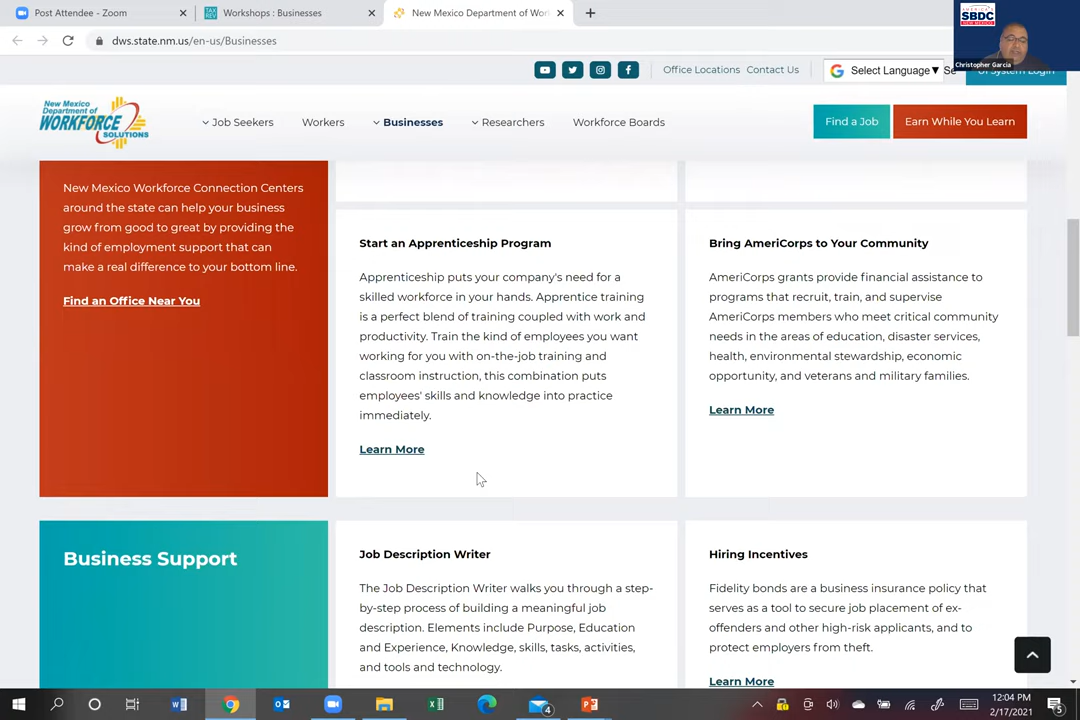 Post Attendee - Zoom
Workshops : Businesses
New Mexico Department of Wor
dws.state.nm.us/en-us/Businesses
AMERICA'S
SBDC
NEW MEXICO
Christopher Garcia
Office Locations
Contact Us
Select Language▼
Se
UI System Login
New Mexico
Department of
WORKFORCE
SOLUTIONS
Job Seekers
Workers
Businesses
Researchers
Workforce Boards
Find a Job
Earn While You Learn
New Mexico Workforce Connection Centers
around the state can help your business
grow from good to great by providing the
kind of employment support that can
make a real difference to your bottom line.
Find an Office Near You
Start an Apprenticeship Program
Apprenticeship puts your company's need for a
skilled workforce in your hands. Apprentice training
is a perfect blend of training coupled with work and
productivity. Train the kind of employees you want
working for you with on-the-job training and
classroom instruction, this combination puts
employees' skills and knowledge into practice
immediately.
Learn More
Bring AmeriCorps to Your Community
AmeriCorps grants provide financial assistance to
programs that recruit, train, and supervise
AmeriCorps members who meet critical community
needs in the areas of education, disaster services,
health, environmental stewardship, economic
opportunity, and veterans and military families.
Learn More
Business Support
Job Description Writer
The Job Description Writer walks you through a step-
by-step process of building a meaningful job
description. Elements include Purpose, Education
and Experience, Knowledge, skills, tasks, activities,
and tools and technology.
Hiring Incentives
Fidelity bonds are a business insurance policy that
serves as a tool to secure job placement of ex-
offenders and other high-risk applicants, and to
protect employers from theft.
Learn More
4
12:04 PM
2/17/2021
5